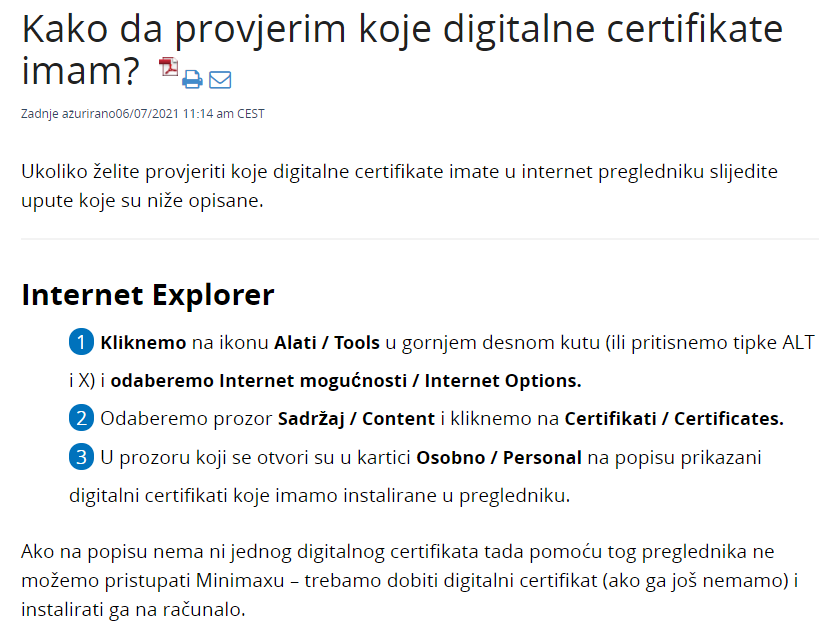 Kako da provjerim koje digitalne certifikate
imam?
Zadnje ažurirano06/07/2021 11:14 am CEST
Ukoliko želite provjeriti koje digitalne certifikate imate u internet pregledniku slijedite
upute koje su niže opisane.
Internet Explorer
1 Kliknemo na ikonu Alati / Tools u gornjem desnom kutu (ili pritisnemo tipke ALT
i X) i odaberemo Internet mogućnosti / Internet Options.
2 Odaberemo prozor Sadržaj / Content i kliknemo na Certifikati / Certificates.
3 U prozoru koji se otvori su u kartici Osobno / Personal na popisu prikazani
digitalni certifikati koje imamo instalirane u pregledniku.
Ako na popisu nema ni jednog digitalnog certifikata tada pomoću tog preglednika ne
možemo pristupati Minimaxu – trebamo dobiti digitalni certifikat (ako ga još nemamo) i
instalirati ga na računalo.